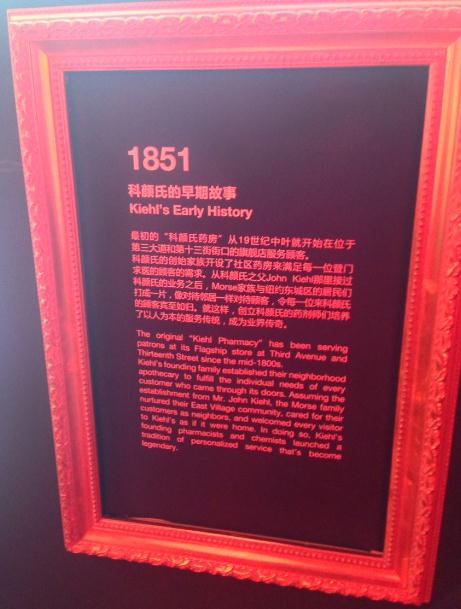 1851
科颜氏的早期故事
Kiehl's Early History
最初的“科颜氏药房”从19世纪中叶就开始在位于
第三大道和第十三街街口的旗舰店服务顾客。
科颜氏的创始家族开设了社区药房来满足每一位登门
求医的顾客的需求。从科颜氏之父John Kiehl那里接过
科颜氏的业务之后，Morse家族与纽约东城区的居民们
打成一片，像对待邻居一样对待顾客，令每一位来科颜氏
的顾客宾至如归。就这样，创立科颜氏的药剂师们培养
了以人为本的服务传统，成为业界传奇。
The original "Kiehl Pharmacy" has been serving
patrons at its Flagship store at Third Avenue and
Thirteenth Street since the mid-1800s.
Kiehl's founding family established their neighborhood
apothecary to fulfill the individual needs of every
customer who came through its doors. Assuming the
establishment from Mr. John Kiehl, the Morse family
nurtured their East Village community, cared for their
customers as neighbors, and welcomed every visitor
to Kiehl's as if it were home. In doing so, Kiehl's
founding pharmacists and chemists launched a
tradition of personalized service that's become
legendary.